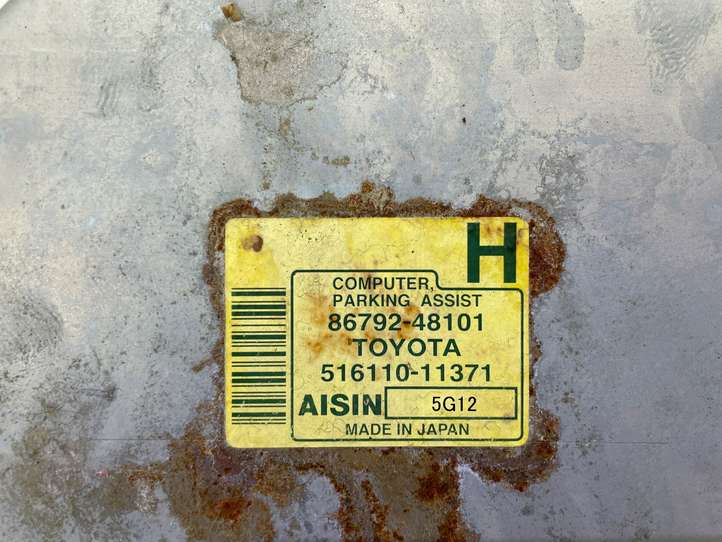 H
COMPUTER,
PARKING ASSIST
86792-48101
TOYOTA
516110-11371
AISIN 5G12
MADE IN JAPAN